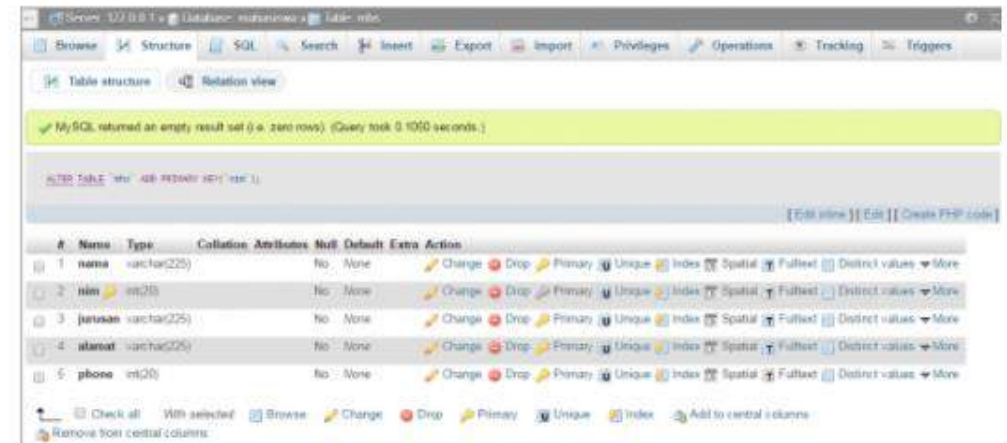 Server: 127.0.0.1 » Database: mahasiswa » Table: mhs
Browse Structure SQL Search Insert Export Import Privileges Operations Tracking Triggers
Table structure Relation view
MySQL returned an empty result set (i.e. zero rows). (Query took 0.1090 seconds.)
ALTER TABLE `mhs` ADD PRIMARY KEY(`nim`);
[ Edit inline ] [ Edit ] [ Create PHP code ]
# Name Type Collation Attributes Null Default Extra Action
1 nama varchar(225) No None Change Drop Primary Unique Index Spatial Fulltext Distinct values More
2 nim int(20) No None Change Drop Primary Unique Index Spatial Fulltext Distinct values More
3 jurusan varchar(225) No None Change Drop Primary Unique Index Spatial Fulltext Distinct values More
4 alamat varchar(225) No None Change Drop Primary Unique Index Spatial Fulltext Distinct values More
5 phone int(20) No None Change Drop Primary Unique Index Spatial Fulltext Distinct values More
Check all With selected: Browse Change Drop Primary Unique Index Add to central columns
Remove from central columns